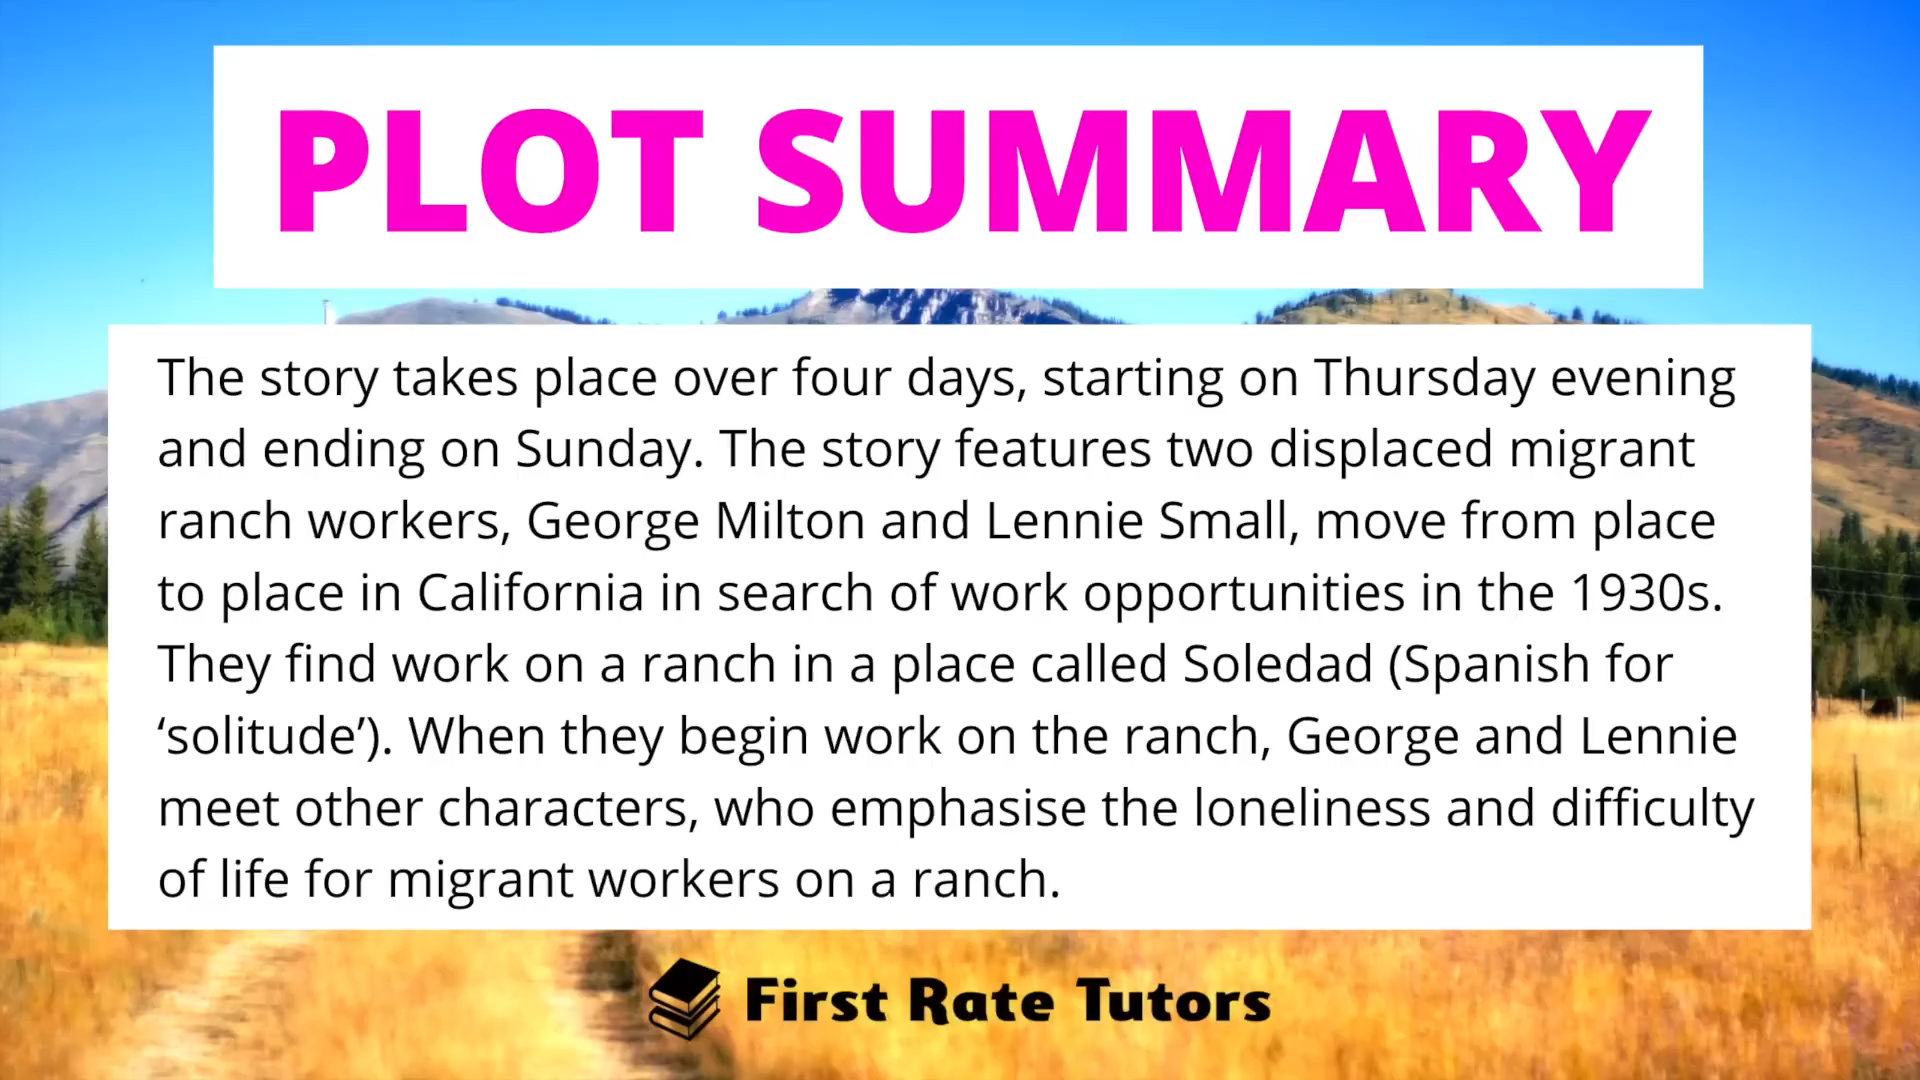 PLOT SUMMARY
The story takes place over four days, starting on Thursday evening
and ending on Sunday. The story features two displaced migrant
ranch workers, George Milton and Lennie Small, move from place
to place in California in search of work opportunities in the 1930s.
They find work on a ranch in a place called Soledad (Spanish for
‘solitude’). When they begin work on the ranch, George and Lennie
meet other characters, who emphasise the loneliness and difficulty
of life for migrant workers on a ranch.
First Rate Tutors